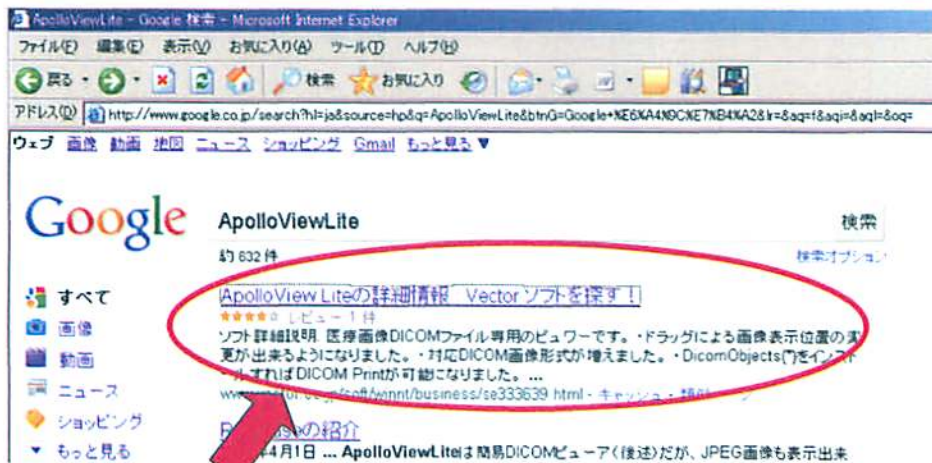 ApolloViewLite - Google 検索 - Microsoft Internet Explorer
ファイル(F) 編集(E) 表示(V) お気に入り(A) ツール(T) ヘルプ(H)
戻る 検索 お気に入り
アドレス(D) http://www.google.co.jp/search?hl=ja&source=hp&q=ApolloViewLite&btnG=Google+%E6%A4%9C%E7%B4%A2&lr=&aq=f&aqi=&aql=&oq=
ウェブ 画像 動画 地図 ニュース ショッピング Gmail もっと見る ▼
Google ApolloViewLite 検索
約 632 件 検索オプション
すべて
画像
動画
ニュース
ショッピング
▼ もっと見る
ApolloView Liteの詳細情報 Vector ソフトを探す!
★★★★☆ レビュー 1 件
ソフト詳細説明. 医療画像DICOMファイル専用のビュワーです。・ドラッグによる画像表示位置の変
更が出来るようになりました。・対応DICOM画像形式が増えました。・DicomObjects(*)をインスト
ールすればDICOM Printが可能になりました。 ...
/soft/winnt/business/se333639.html - キャッシュ -
の紹介
4月1日 ... ApolloViewLiteは簡易DICOMビューア(後述)だが、JPEG画像も表示出来